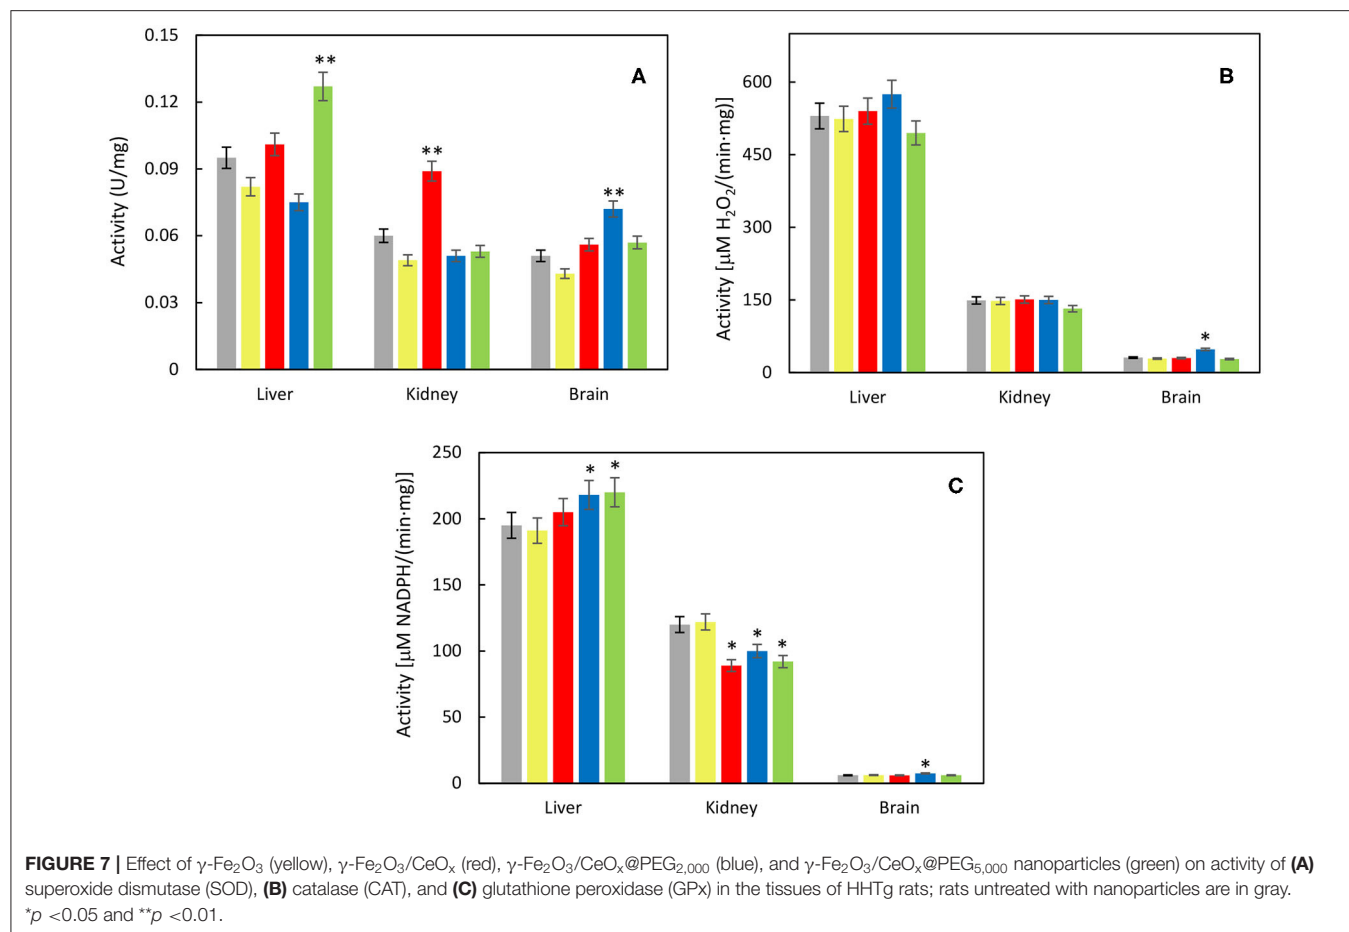 0.15
0.12
0.09
0.06
0.03
0
Activity (U/mg)
**
**
**
A
Liver Kidney Brain
600
450
300
150
0
Activity [µM H₂O₂/(min·mg)]
*
B
Liver Kidney Brain
250
200
150
100
50
0
Activity [µM NADPH/(min·mg)]
* *
* * *
*
C
Liver Kidney Brain
FIGURE 7 | Effect of γ-Fe₂O₃ (yellow), γ-Fe₂O₃/CeOₓ (red), γ-Fe₂O₃/CeOₓ@PEG₂,₀₀₀ (blue), and γ-Fe₂O₃/CeOₓ@PEG₅,₀₀₀ nanoparticles (green) on activity of (A)
superoxide dismutase (SOD), (B) catalase (CAT), and (C) glutathione peroxidase (GPx) in the tissues of HHTg rats; rats untreated with nanoparticles are in gray.
*p <0.05 and **p <0.01.